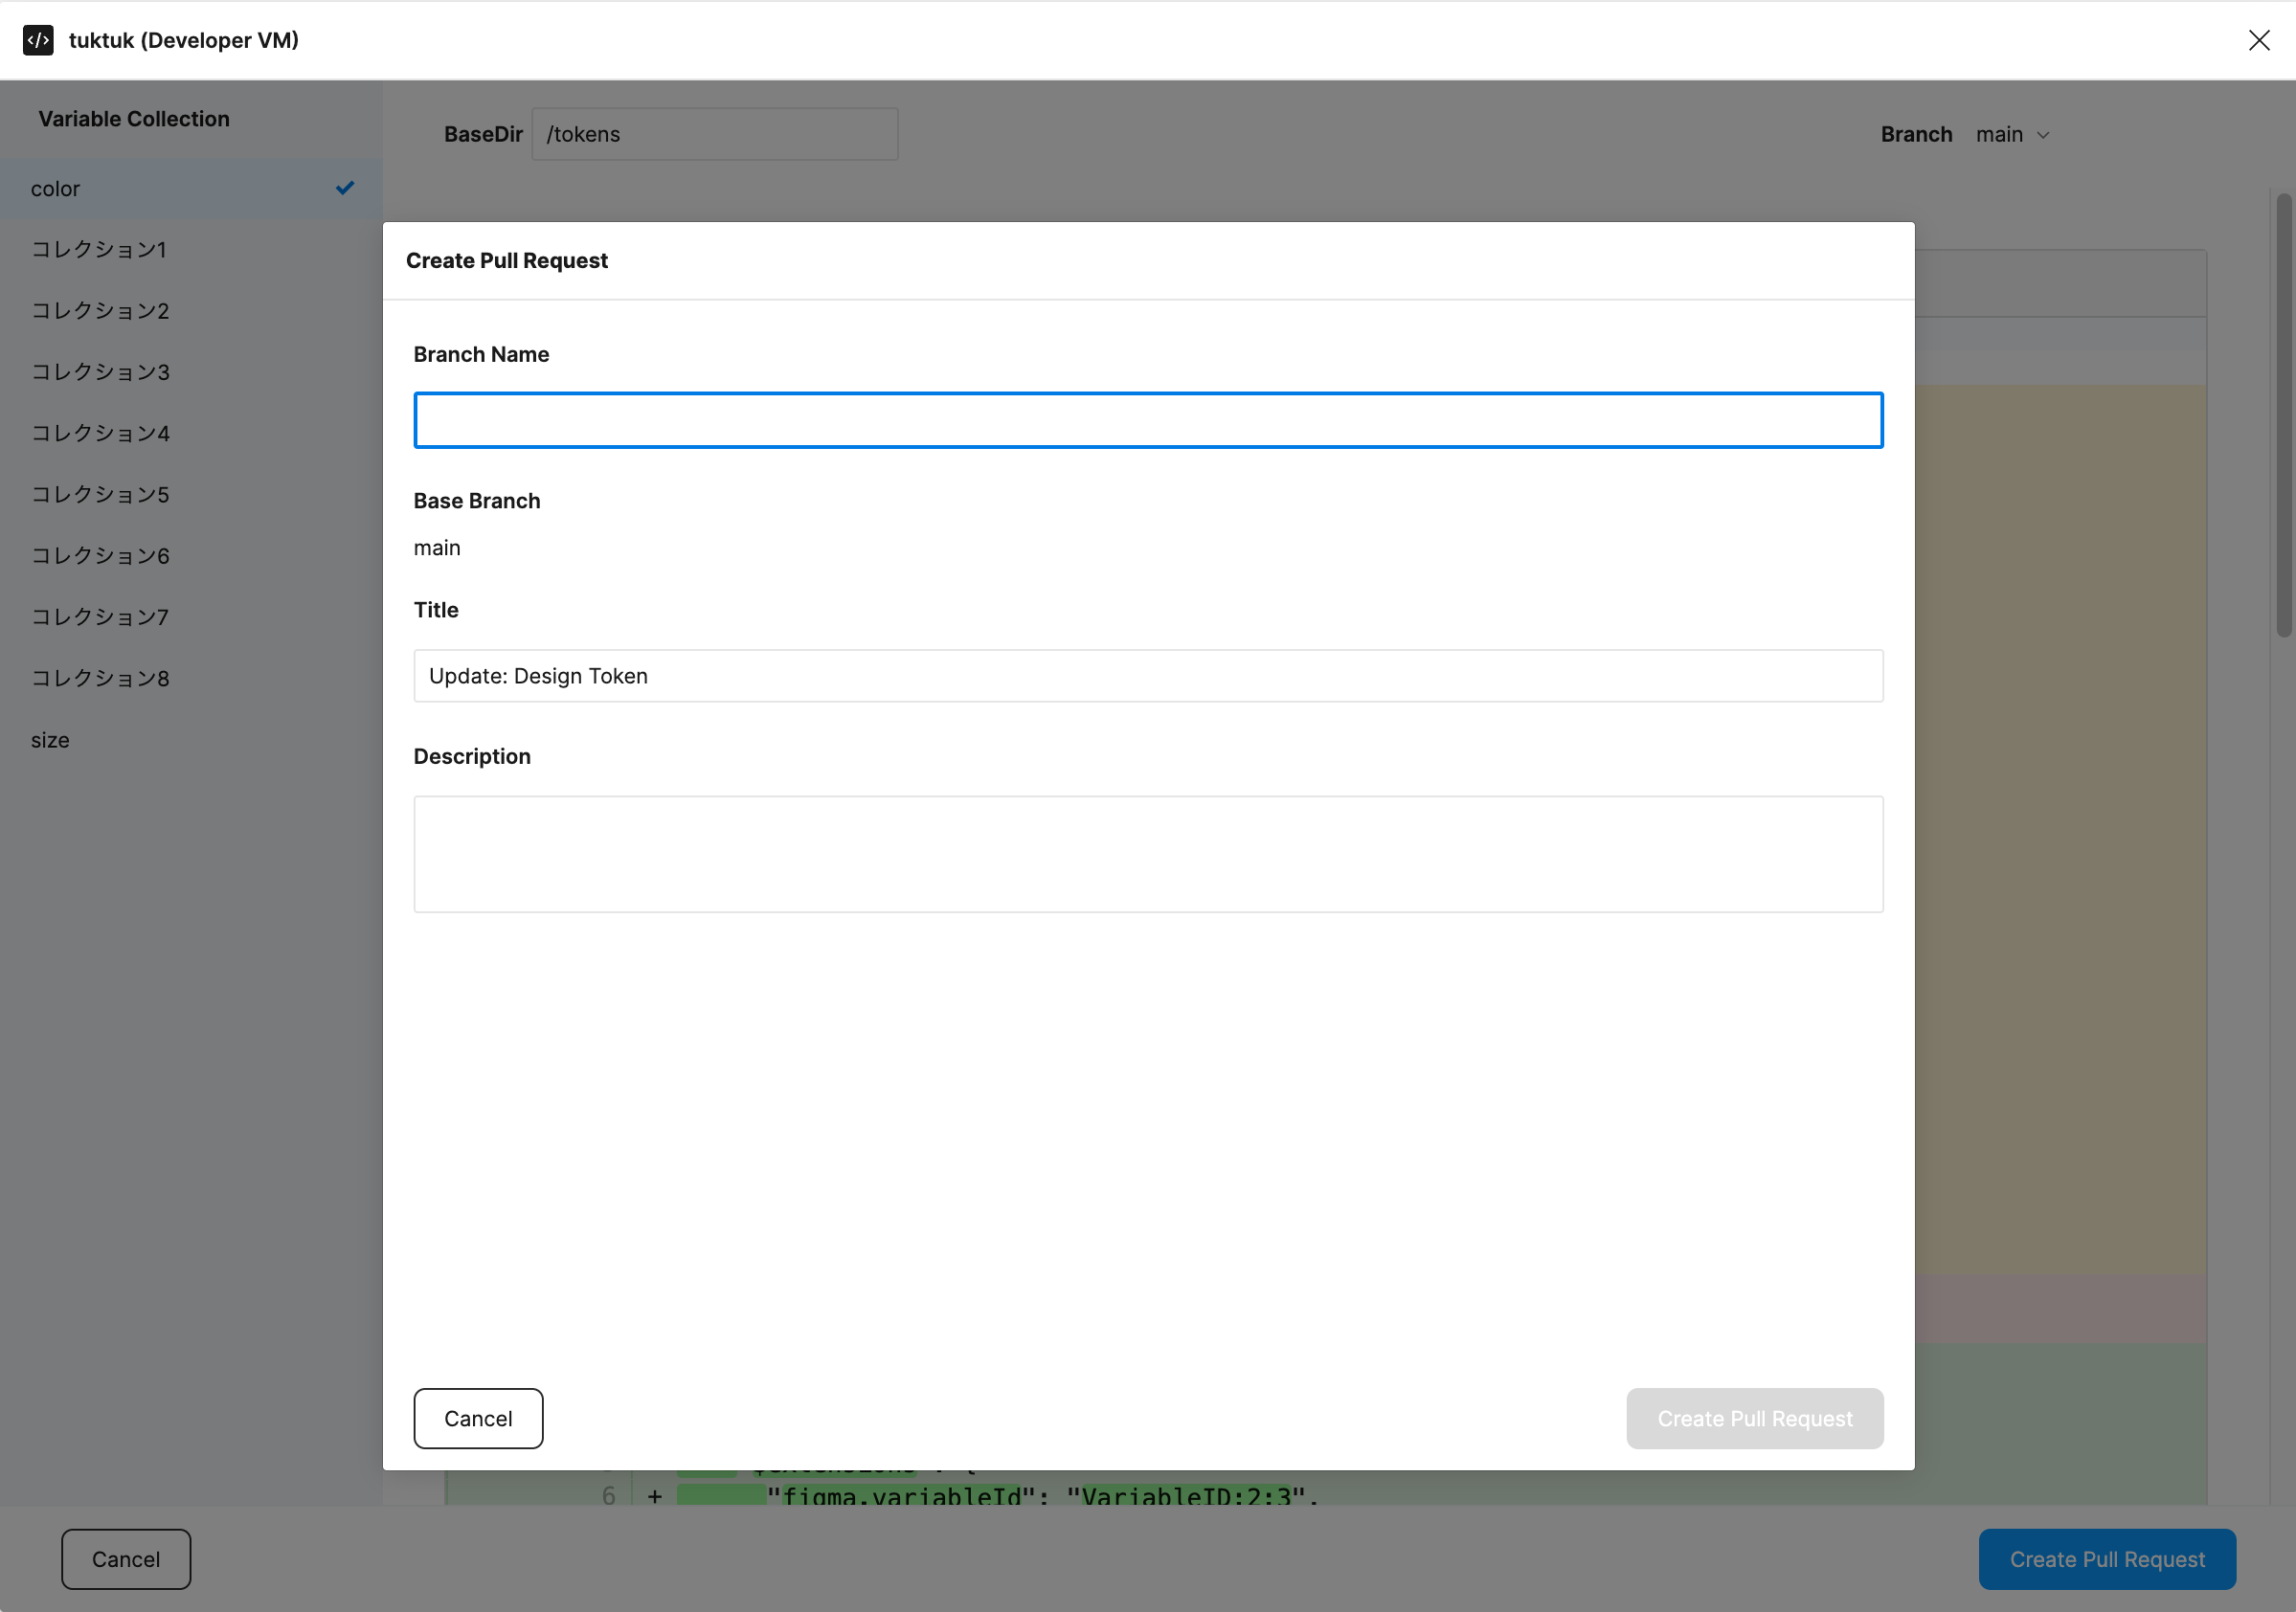 tuktuk (Developer VM)
Variable Collection
BaseDir /tokens
Branch main
color
コレクション1
コレクション2
コレクション3
コレクション4
コレクション5
コレクション6
コレクション7
コレクション8
size
Create Pull Request
Branch Name
Base Branch
main
Title
Update: Design Token
Description
Cancel
Create Pull Request
6 + "figma.variableId": "VariableID:2:3",
Cancel
Create Pull Request